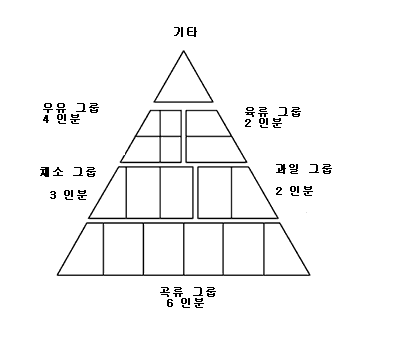 기타
우유 그룹
4 인분
육류 그룹
2 인분
채소 그룹
3 인분
과일 그룹
2 인분
곡류 그룹
6 인분